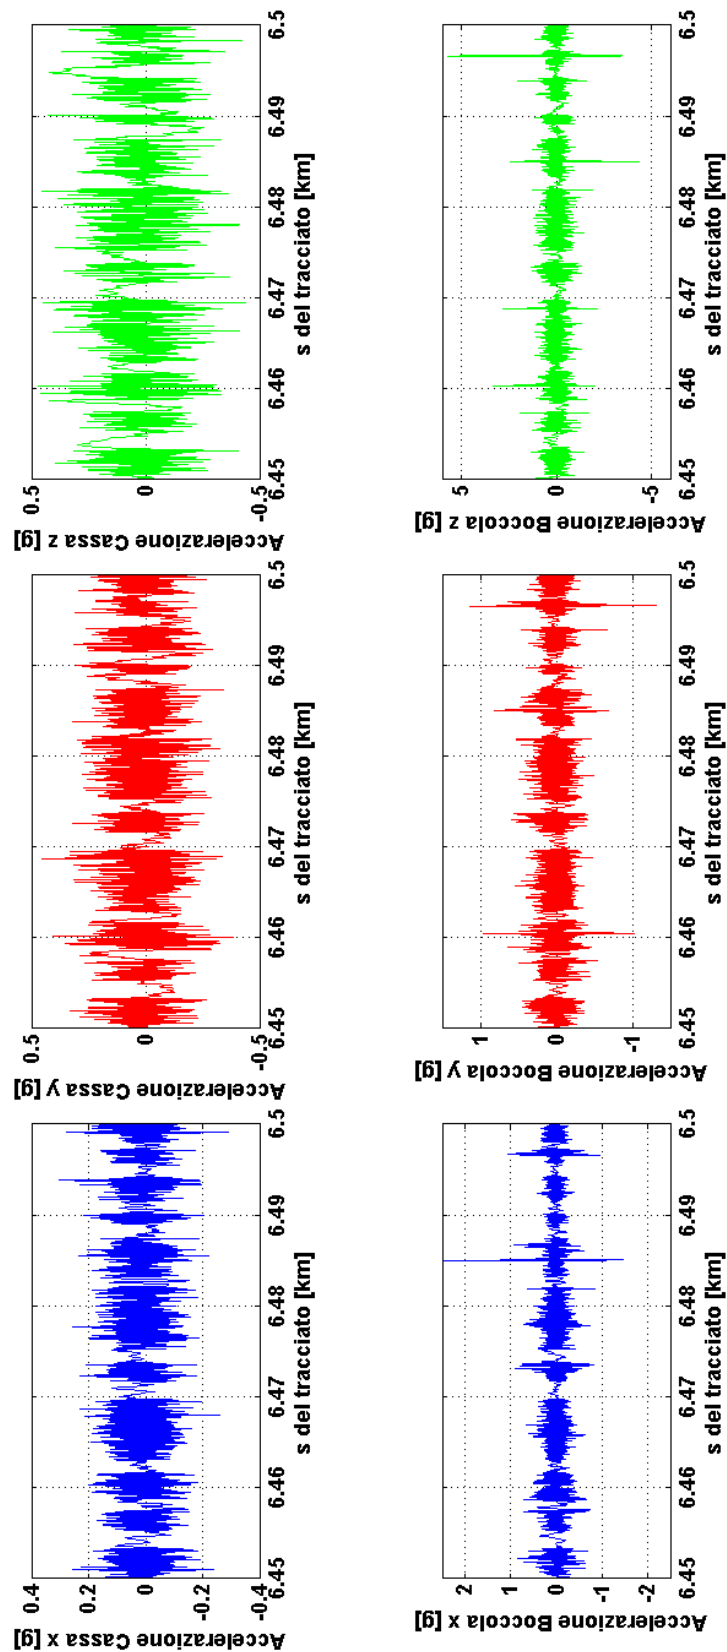 Accelerazione Cassa x [g]
0.4
0.2
0
-0.2
-0.4
6.45 6.46 6.47 6.48 6.49 6.5
s del tracciato [km]
Accelerazione Cassa y [g]
0.5
0
-0.5
6.45 6.46 6.47 6.48 6.49 6.5
s del tracciato [km]
Accelerazione Cassa z [g]
0.5
0
-0.5
6.45 6.46 6.47 6.48 6.49 6.5
s del tracciato [km]
Accelerazione Boccola x [g]
2
1
0
-1
-2
6.45 6.46 6.47 6.48 6.49 6.5
s del tracciato [km]
Accelerazione Boccola y [g]
1
0
-1
6.45 6.46 6.47 6.48 6.49 6.5
s del tracciato [km]
Accelerazione Boccola z [g]
5
0
-5
6.45 6.46 6.47 6.48 6.49 6.5
s del tracciato [km]